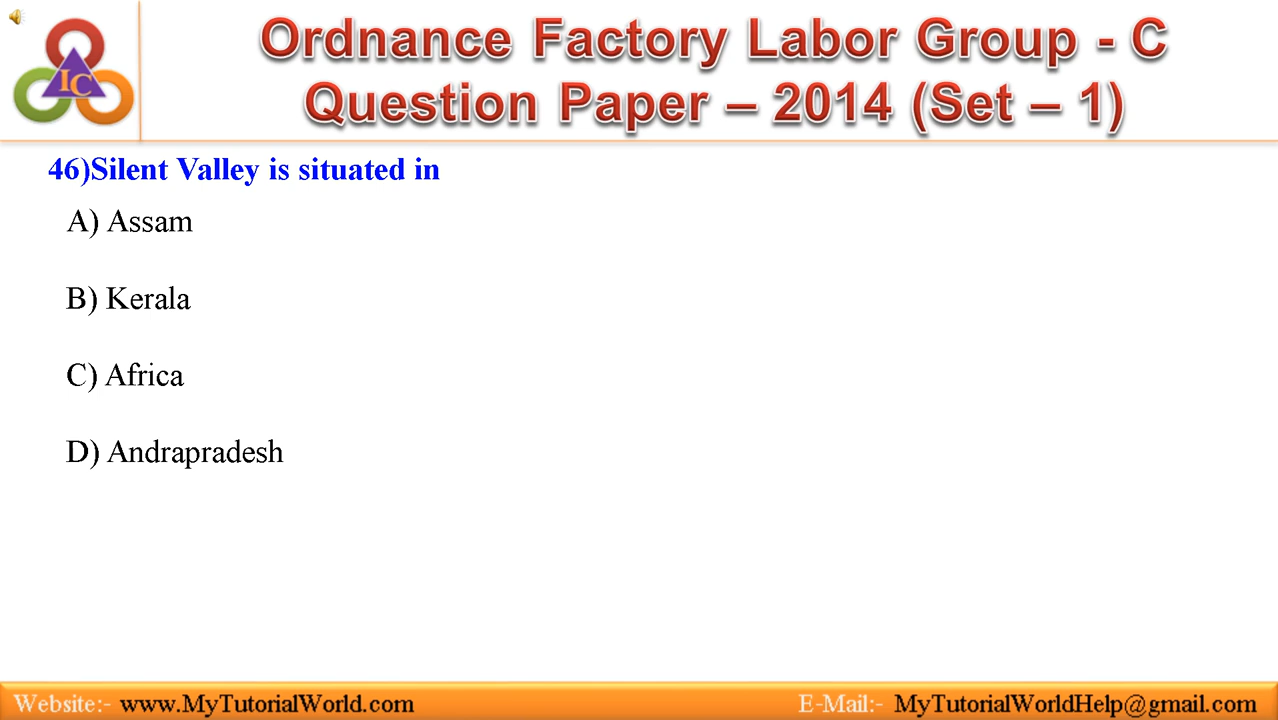 IC
Ordnance Factory Labor Group - C
Question Paper – 2014 (Set – 1)
46)Silent Valley is situated in
A) Assam
B) Kerala
C) Africa
D) Andrapradesh
Website:- www.MyTutorialWorld.com
E-Mail:- MyTutorialWorldHelp@gmail.com